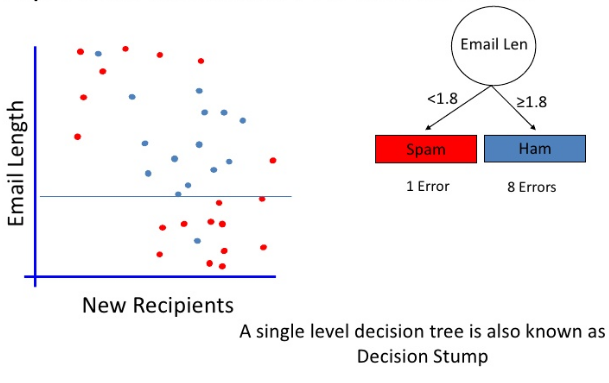 Email Length
New Recipients
Email Len
<1.8
≥1.8
Spam
Ham
1 Error
8 Errors
A single level decision tree is also known as
Decision Stump